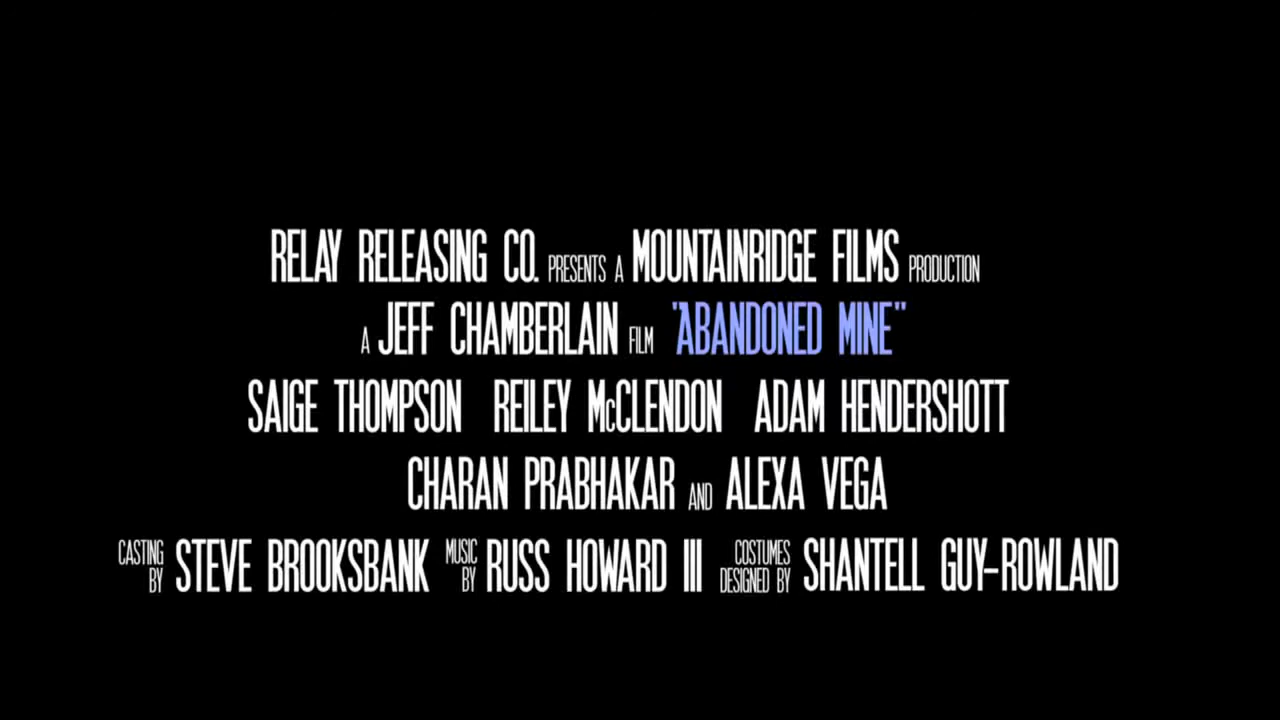 RELAY RELEASING CO. PRESENTS A MOUNTAINRIDGE FILMS PRODUCTION
A JEFF CHAMBERLAIN FILM "ABANDONED MINE"
SAIGE THOMPSON REILEY McCLENDON ADAM HENDERSHOTT
CHARAN PRABHAKAR AND ALEXA VEGA
CASTING BY STEVE BROOKSBANK MUSIC BY RUSS HOWARD III COSTUMES DESIGNED BY SHANTELL GUY-ROWLAND